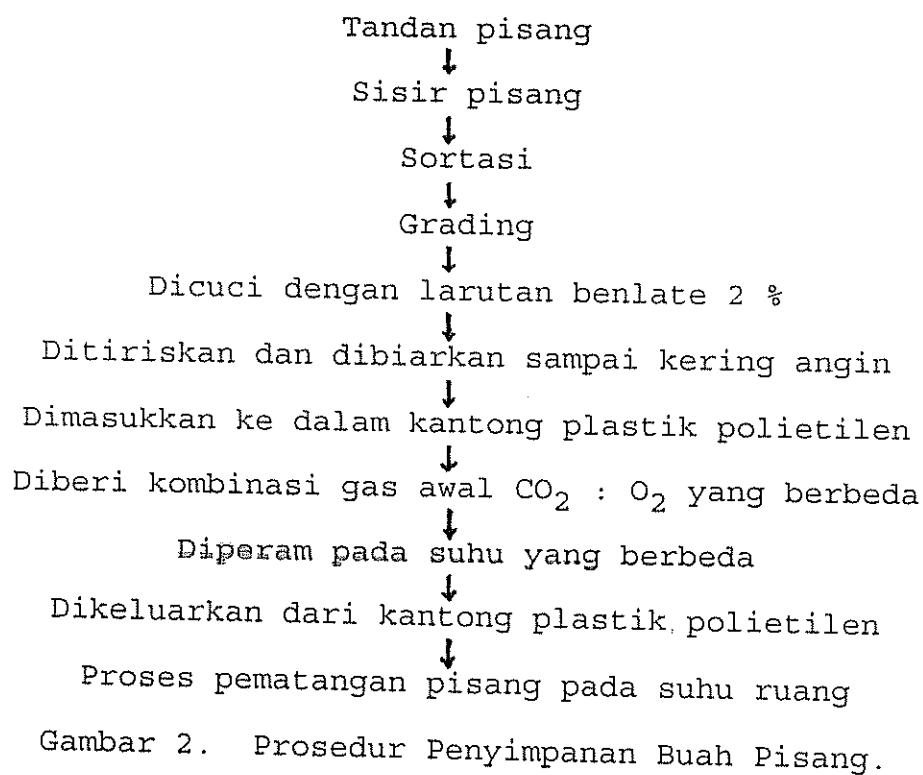 Tandan pisang
↓
Sisir pisang
↓
Sortasi
↓
Grading
↓
Dicuci dengan larutan benlate 2 %
↓
Ditiriskan dan dibiarkan sampai kering angin
↓
Dimasukkan ke dalam kantong plastik polietilen
↓
Diberi kombinasi gas awal CO₂ : O₂ yang berbeda
↓
Diperam pada suhu yang berbeda
↓
Dikeluarkan dari kantong plastik polietilen
↓
Proses pematangan pisang pada suhu ruang
Gambar 2. Prosedur Penyimpanan Buah Pisang.